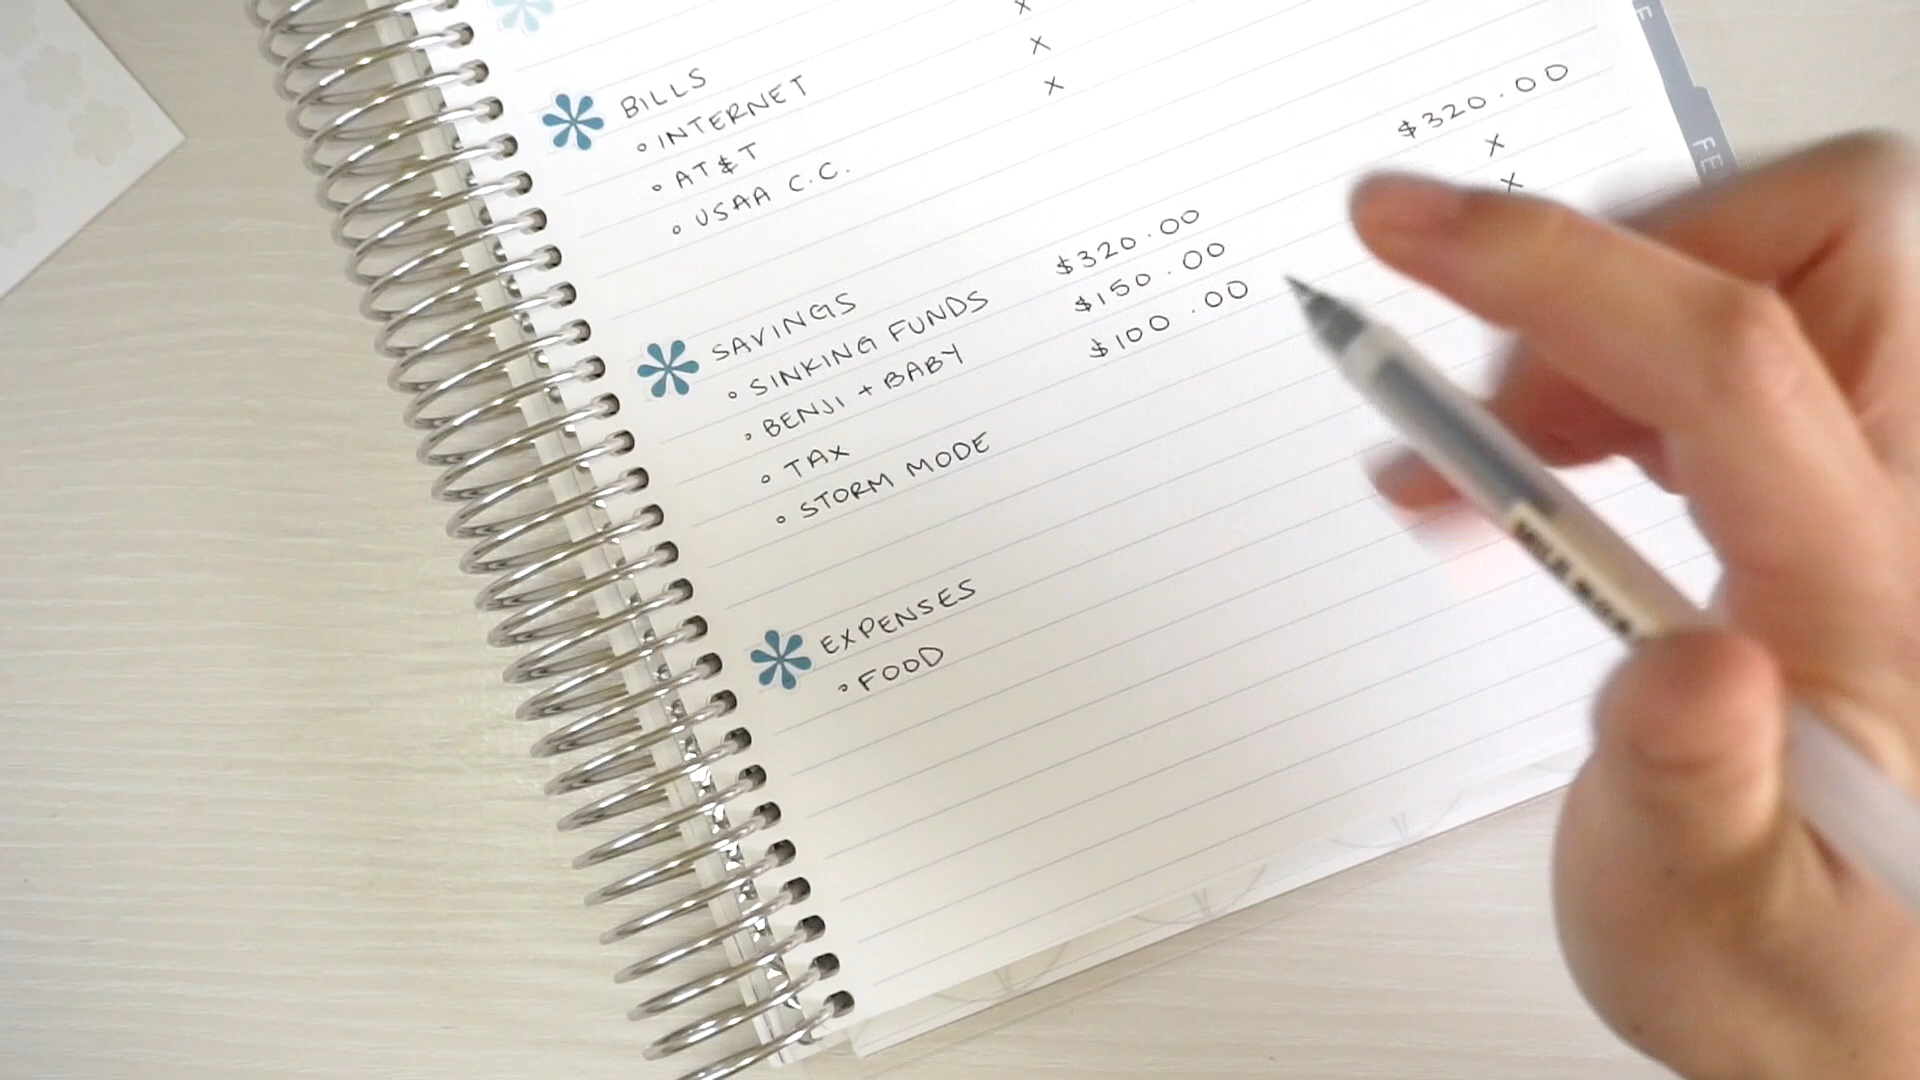 BILLS
• INTERNET X
• AT&T X
• USAA C.C. X
SAVINGS
• SINKING FUNDS $320.00 $320.00
• BENJI + BABY $150.00 X
• TAX $100.00 X
• STORM MODE
EXPENSES
• FOOD